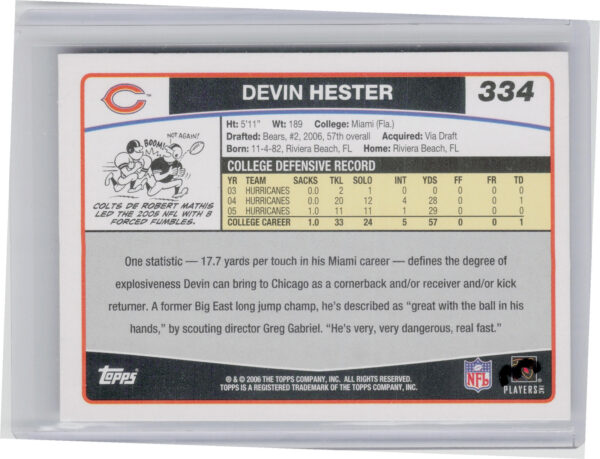 DEVIN HESTER
334
Ht: 5'11" Wt: 189 College: Miami (Fla.)
Drafted: Bears, #2, 2006, 57th overall Acquired: Via Draft
Born: 11-4-82, Riviera Beach, FL Home: Riviera Beach, FL
NOT AGAIN!
BOOM!
COLTS DE ROBERT MATHIS
LED THE 2005 NFL WITH 8
FORCED FUMBLES.
COLLEGE DEFENSIVE RECORD
YR TEAM SACKS TKL SOLO INT YDS FF FR TD
03 HURRICANES 0.0 2 1 0 0 0 0 0
04 HURRICANES 0.0 20 12 4 28 0 0 1
05 HURRICANES 1.0 11 11 1 29 0 0 0
COLLEGE CAREER 1.0 33 24 5 57 0 0 1
One statistic — 17.7 yards per touch in his Miami career — defines the degree of
explosiveness Devin can bring to Chicago as a cornerback and/or receiver and/or kick
returner. A former Big East long jump champ, he's described as "great with the ball in his
hands," by scouting director Greg Gabriel. "He's very, very dangerous, real fast."
Topps
® & © 2006 THE TOPPS COMPANY, INC. ALL RIGHTS RESERVED.
TOPPS IS A REGISTERED TRADEMARK OF THE TOPPS COMPANY, INC.
NFL
PLAYERS INC